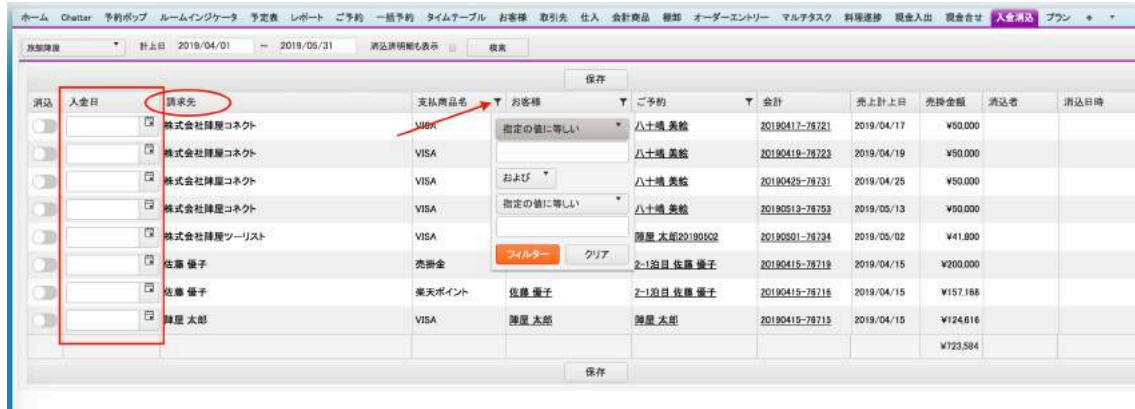 ホーム Chatter 予約ポップ ルームインジケータ 予定表 レポート ご予約 一括予約 タイムテーブル お客様 取引先 仕入 会計商品 棚卸 オーダーエントリー マルチタスク 料理進捗 現金入出 現金合せ 入金消込 プラン +
計上日 2019/04/01 ~ 2019/05/31 消込済明細も表示 検索
保存
消込 入金日 請求先 支払商品名 お客様 ご予約 会計 売上計上日 売掛金額 消込者 消込日時
株式会社陣屋コネクト VISA 八十嶋 美絵 20190417-76721 2019/04/17 ¥50,000
株式会社陣屋コネクト VISA 八十嶋 美絵 20190419-76723 2019/04/19 ¥50,000
株式会社陣屋コネクト VISA 八十嶋 美絵 20190425-76731 2019/04/25 ¥50,000
株式会社陣屋コネクト VISA 八十嶋 美絵 20190513-76753 2019/05/13 ¥50,000
株式会社陣屋ツーリスト VISA 陣屋 太郎20190502 20190501-76734 2019/05/02 ¥41,800
佐藤 優子 売掛金 2-1泊目 佐藤 優子 20190415-76719 2019/04/15 ¥200,000
佐藤 優子 楽天ポイント 佐藤 優子 2-1泊目 佐藤 優子 20190415-76716 2019/04/15 ¥157,168
陣屋 太郎 VISA 陣屋 太郎 陣屋 太郎 20190415-76715 2019/04/15 ¥124,616
¥723,584
指定の値に等しい
および
指定の値に等しい
フィルター クリア
保存